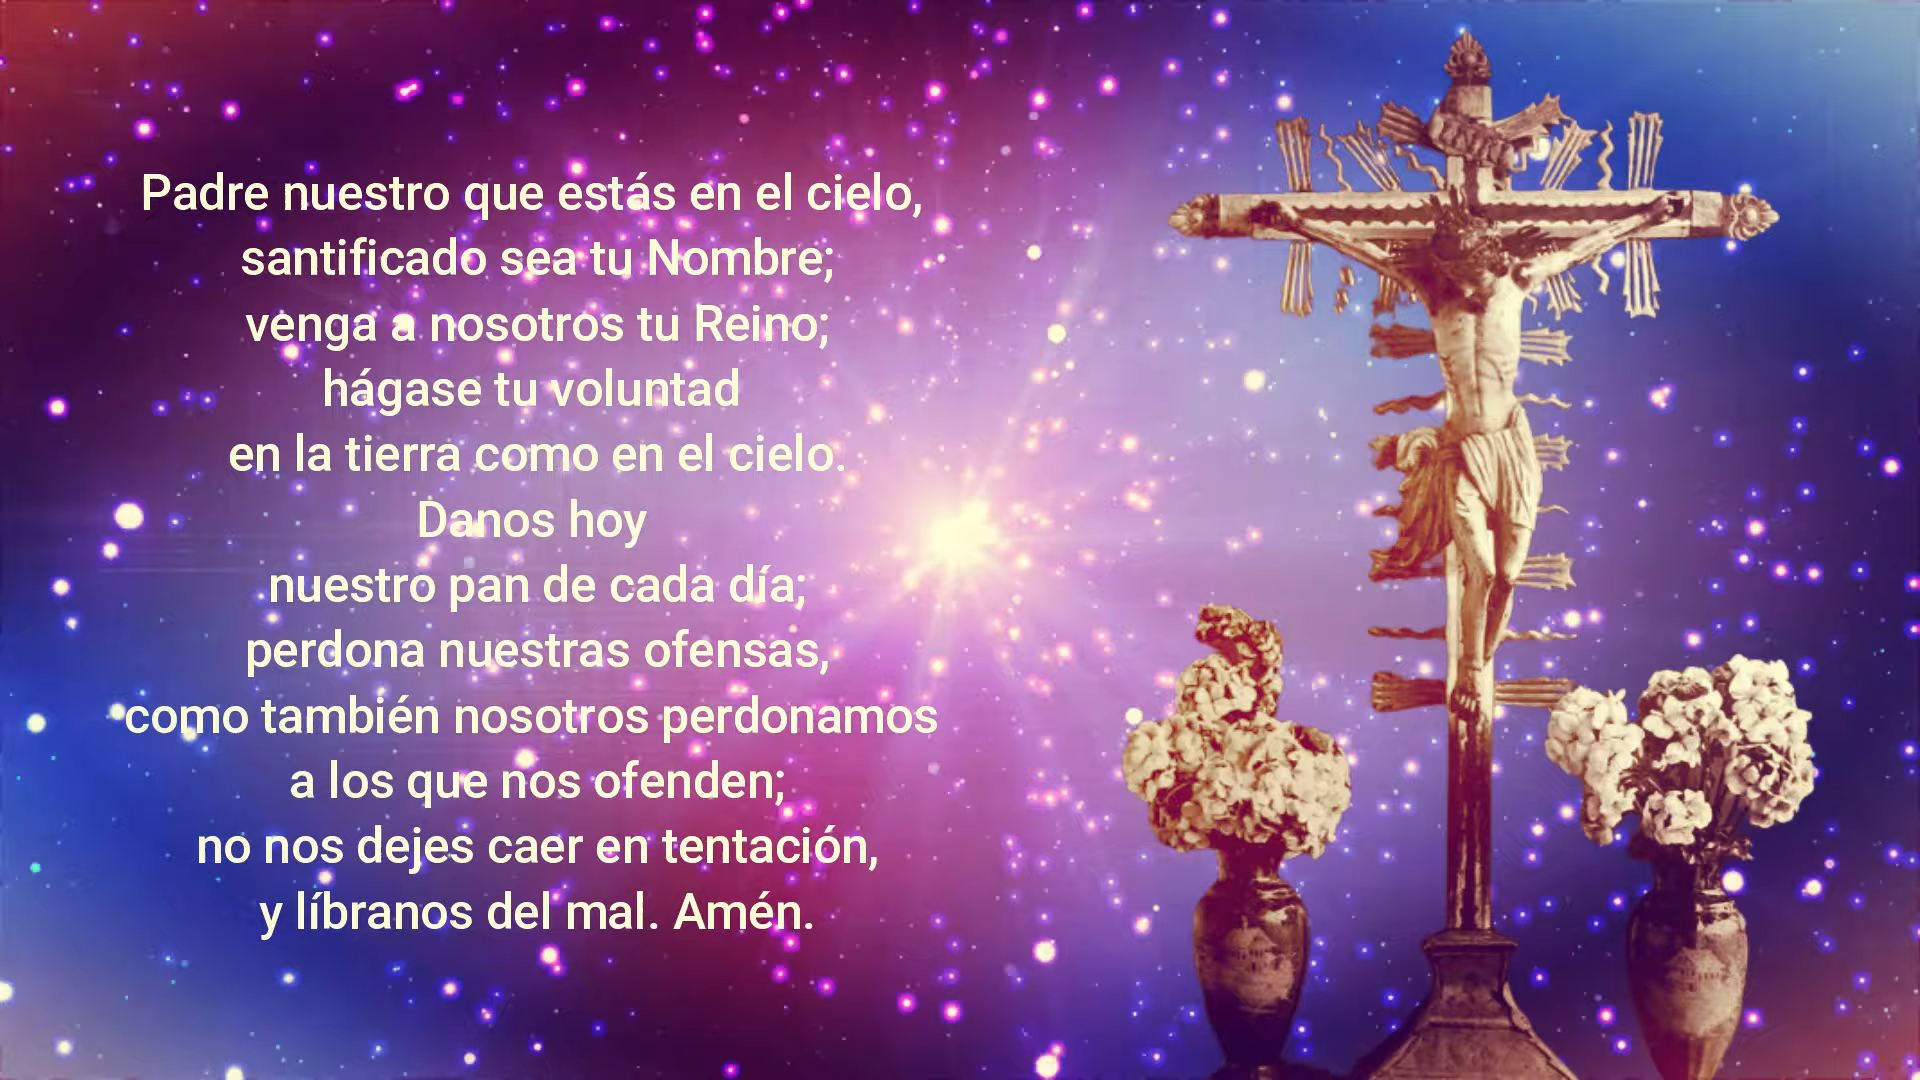 Padre nuestro que estás en el cielo,
santificado sea tu Nombre;
venga a nosotros tu Reino;
hágase tu voluntad
en la tierra como en el cielo.
Danos hoy
nuestro pan de cada día;
perdona nuestras ofensas,
como también nosotros perdonamos
a los que nos ofenden;
no nos dejes caer en tentación,
y líbranos del mal. Amén.